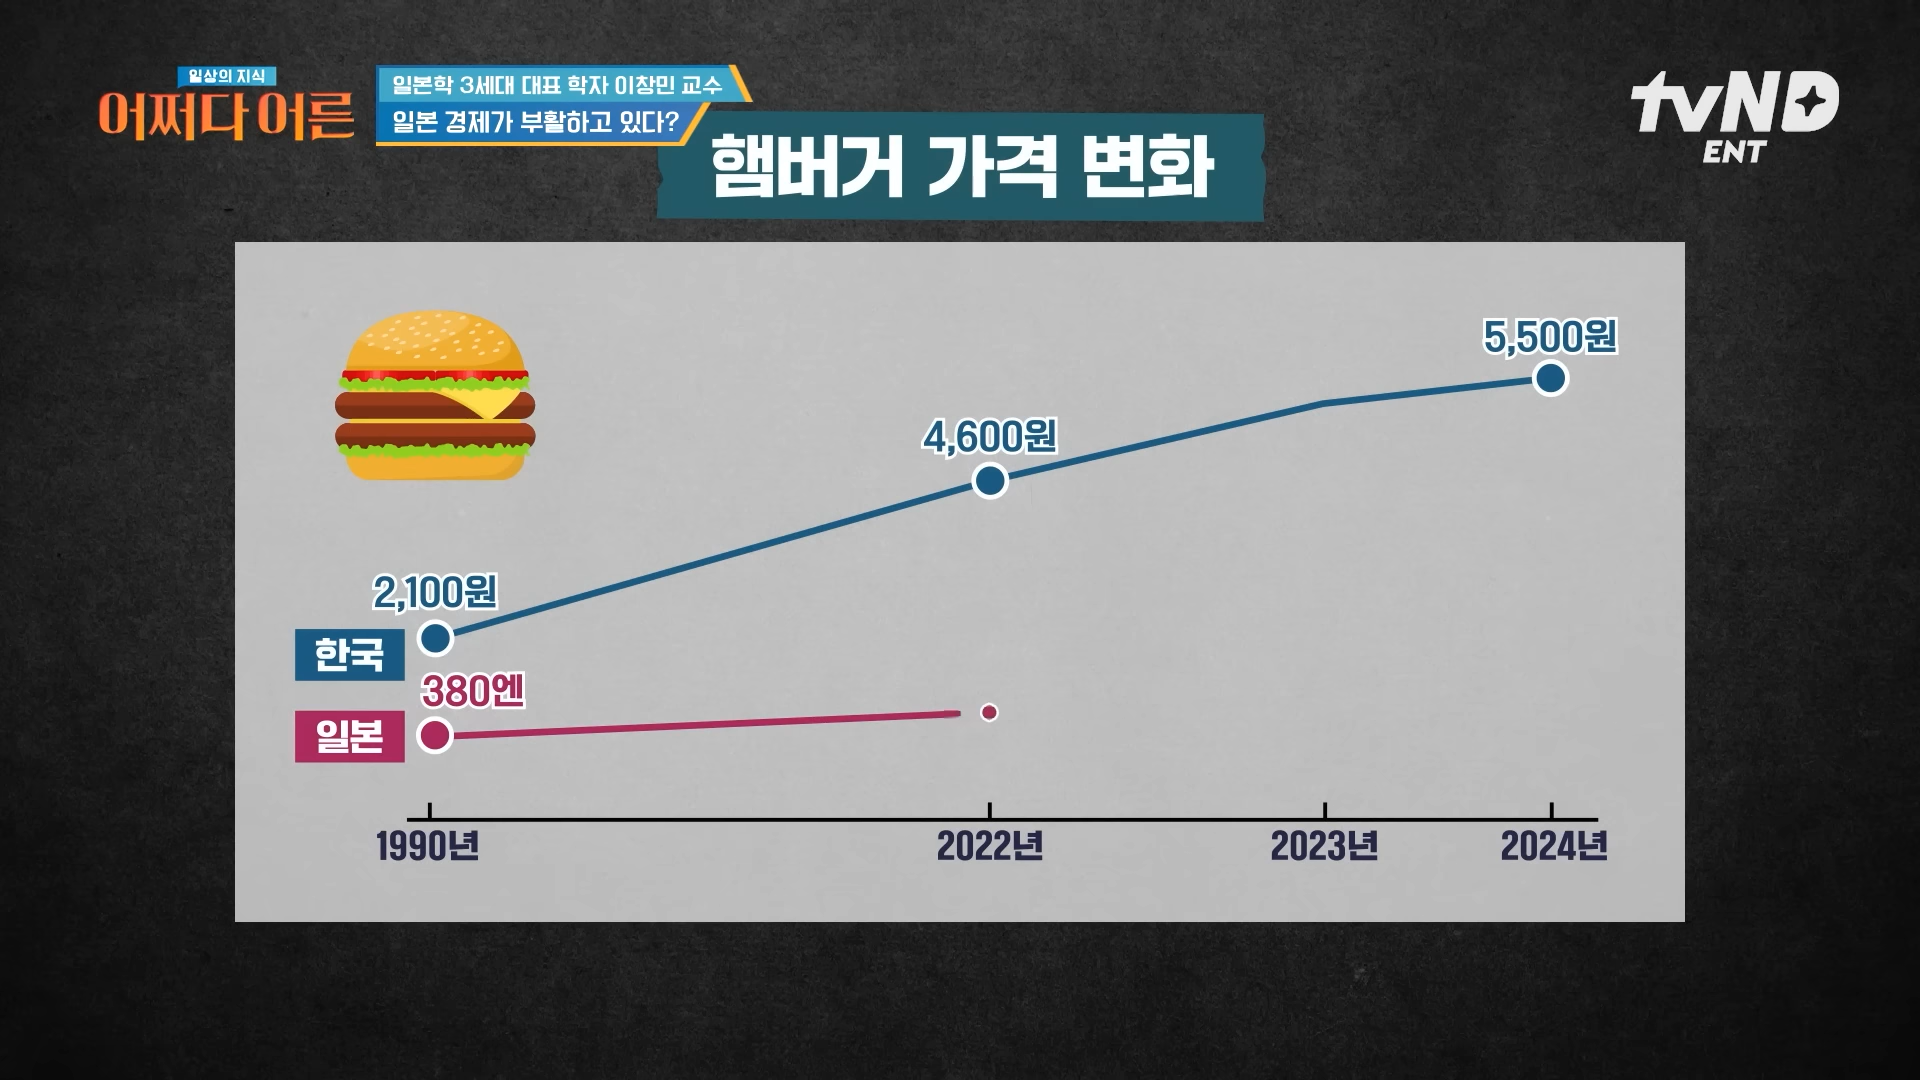 일상의 지식
어쩌다 어른
일본학 3세대 대표 학자 이창민 교수
일본 경제가 부활하고 있다?
tvND
ENT
햄버거 가격 변화
5,500원
4,600원
2,100원
한국
380엔
일본
1990년 2022년 2023년 2024년